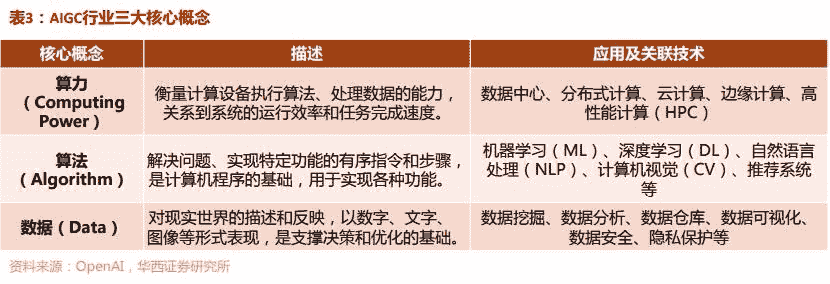 表3：AIGC行业三大核心概念
核心概念
描述
应用及关联技术
算力
（Computing
Power）
衡量计算设备执行算法、处理数据的能力，
关系到系统的运行效率和任务完成速度。
数据中心、分布式计算、云计算、边缘计算、高
性能计算（HPC）
算法
（Algorithm）
解决问题、实现特定功能的有序指令和步骤，
是计算机程序的基础，用于实现各种功能。
机器学习（ML）、深度学习（DL）、自然语言
处理（NLP）、计算机视觉（CV）、推荐系统
等
数据（Data）
对现实世界的描述和反映，以数字、文字、
图像等形式表现，是支撑决策和优化的基础。
数据挖掘、数据分析、数据仓库、数据可视化、
数据安全、隐私保护等
资料来源：OpenAI，华西证券研究所